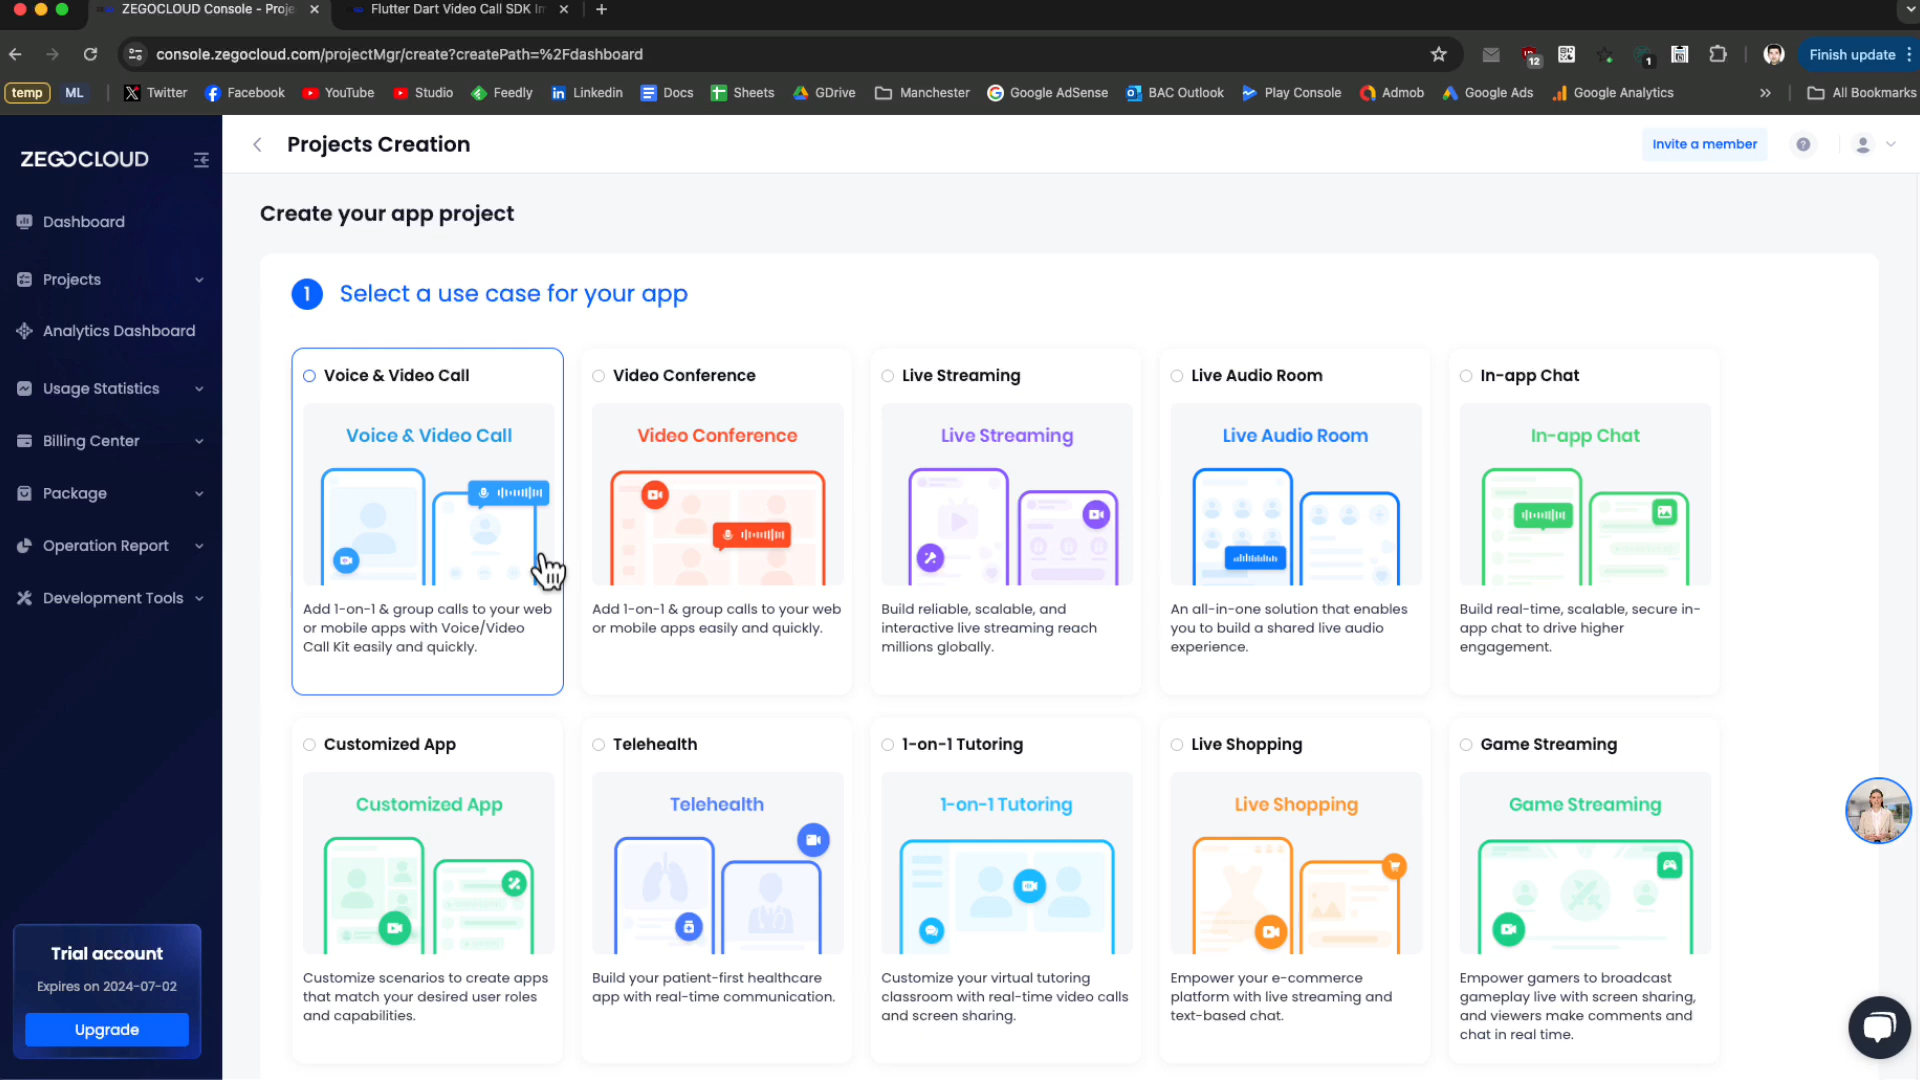 ZEGOCLOUD Console - Proje
Flutter Dart Video Call SDK In
console.zegocloud.com/projectMgr/create?createPath=%2Fdashboard
12
1
Finish update
temp
ML
Twitter
Facebook
YouTube
Studio
Feedly
Linkedin
Docs
Sheets
GDrive
Manchester
Google AdSense
BAC Outlook
Play Console
Admob
Google Ads
Google Analytics
All Bookmarks
ZEGOCLOUD
Dashboard
Projects
Analytics Dashboard
Usage Statistics
Billing Center
Package
Operation Report
Development Tools
Trial account
Expires on 2024-07-02
Upgrade
Projects Creation
Invite a member
Create your app project
1 Select a use case for your app
Voice & Video Call
Voice & Video Call
Add 1-on-1 & group calls to your web
or mobile apps with Voice/Video
Call Kit easily and quickly.
Video Conference
Video Conference
Add 1-on-1 & group calls to your web
or mobile apps easily and quickly.
Live Streaming
Live Streaming
Build reliable, scalable, and
interactive live streaming reach
millions globally.
Live Audio Room
Live Audio Room
An all-in-one solution that enables
you to build a shared live audio
experience.
In-app Chat
In-app Chat
Build real-time, scalable, secure in-
app chat to drive higher
engagement.
Customized App
Customized App
Customize scenarios to create apps
that match your desired user roles
and capabilities.
Telehealth
Telehealth
Build your patient-first healthcare
app with real-time communication.
1-on-1 Tutoring
1-on-1 Tutoring
Customize your virtual tutoring
classroom with real-time video calls
and screen sharing.
Live Shopping
Live Shopping
Empower your e-commerce
platform with live streaming and
text-based chat.
Game Streaming
Game Streaming
Empower gamers to broadcast
gameplay live with screen sharing,
and viewers make comments and
chat in real time.